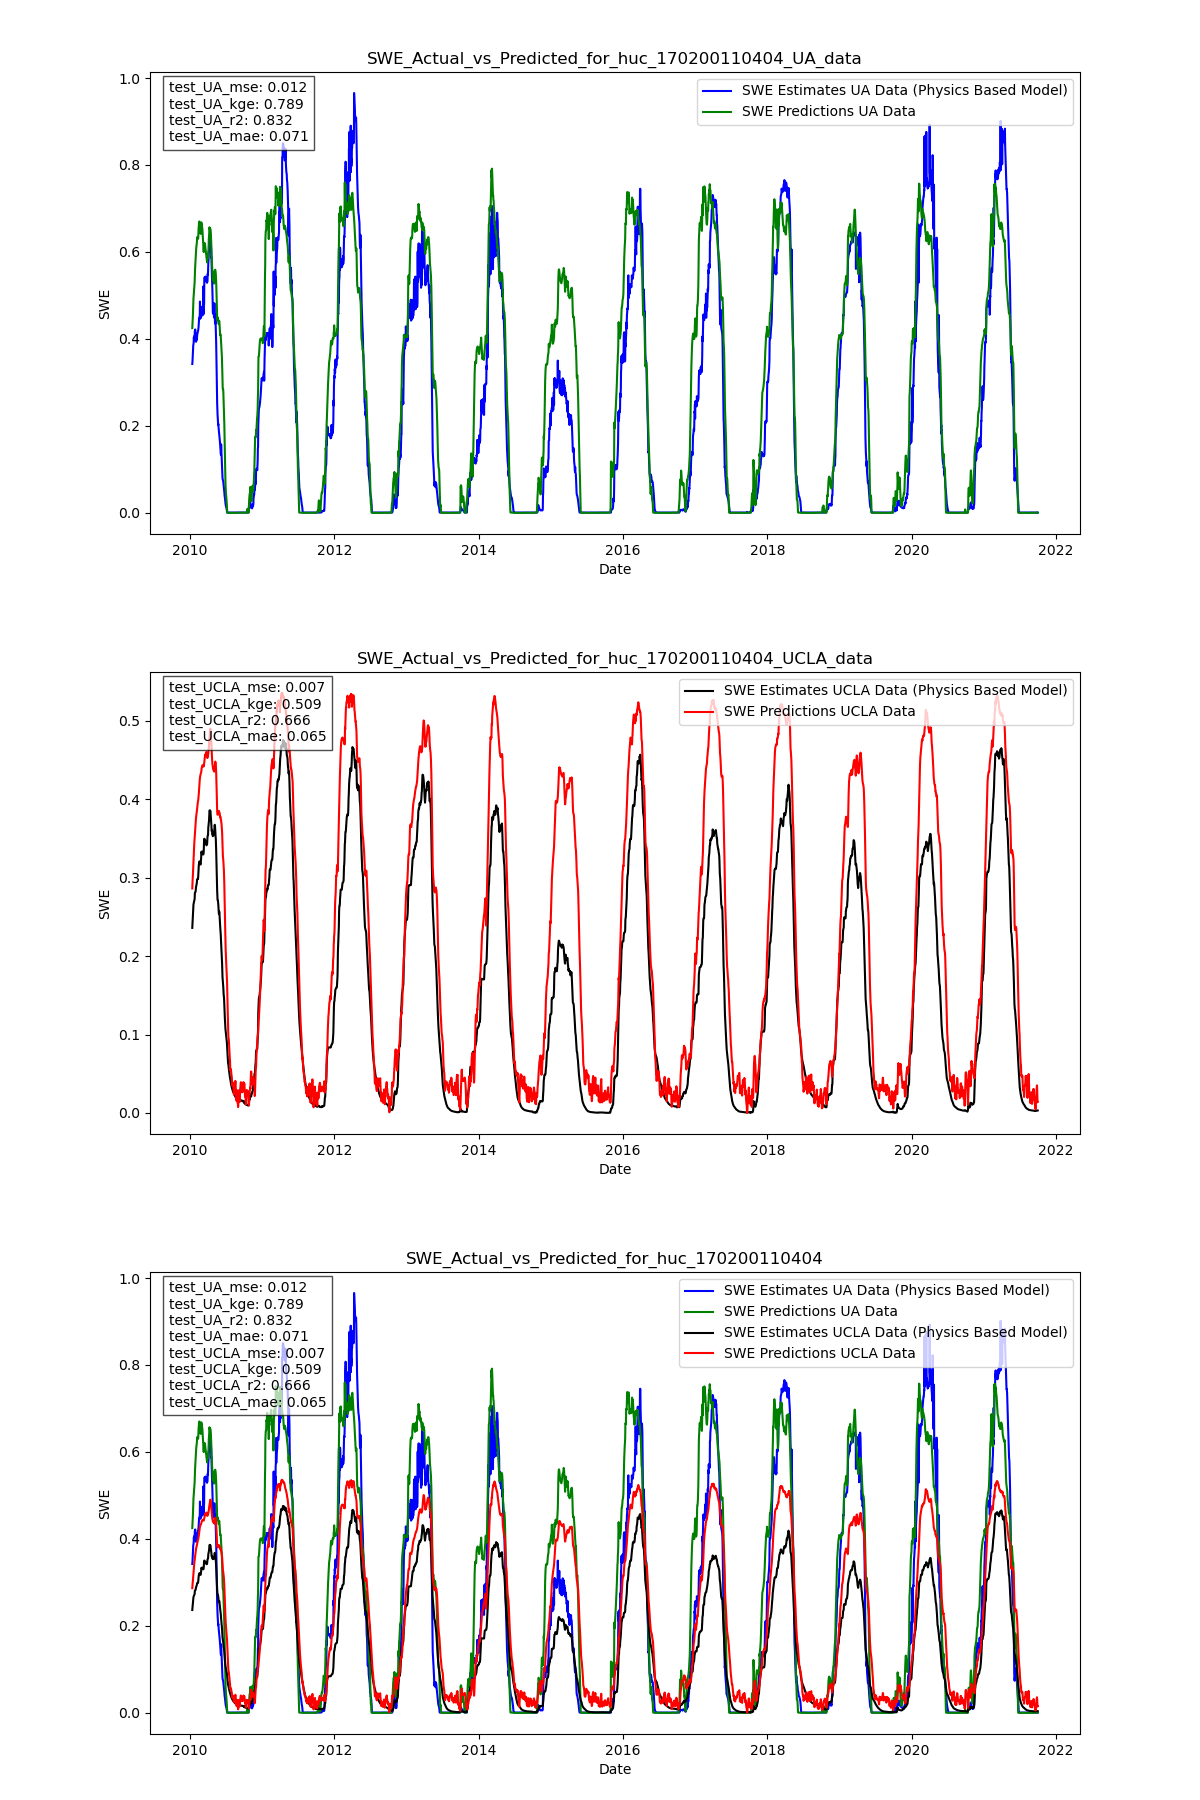 SWE_Actual_vs_Predicted_for_huc_170200110404_UA_data
test_UA_mse: 0.012
test_UA_kge: 0.789
test_UA_r2: 0.832
test_UA_mae: 0.071
SWE Estimates UA Data (Physics Based Model)
SWE Predictions UA Data
1.0
0.8
0.6
0.4
0.2
0.0
SWE
2010
2012
2014
2016
2018
2020
2022
Date
SWE_Actual_vs_Predicted_for_huc_170200110404_UCLA_data
test_UCLA_mse: 0.007
test_UCLA_kge: 0.509
test_UCLA_r2: 0.666
test_UCLA_mae: 0.065
SWE Estimates UCLA Data (Physics Based Model)
SWE Predictions UCLA Data
0.5
0.4
0.3
0.2
0.1
0.0
SWE
2010
2012
2014
2016
2018
2020
2022
Date
SWE_Actual_vs_Predicted_for_huc_170200110404
test_UA_mse: 0.012
test_UA_kge: 0.789
test_UA_r2: 0.832
test_UA_mae: 0.071
test_UCLA_mse: 0.007
test_UCLA_kge: 0.509
test_UCLA_r2: 0.666
test_UCLA_mae: 0.065
SWE Estimates UA Data (Physics Based Model)
SWE Predictions UA Data
SWE Estimates UCLA Data (Physics Based Model)
SWE Predictions UCLA Data
1.0
0.8
0.6
0.4
0.2
0.0
SWE
2010
2012
2014
2016
2018
2020
2022
Date